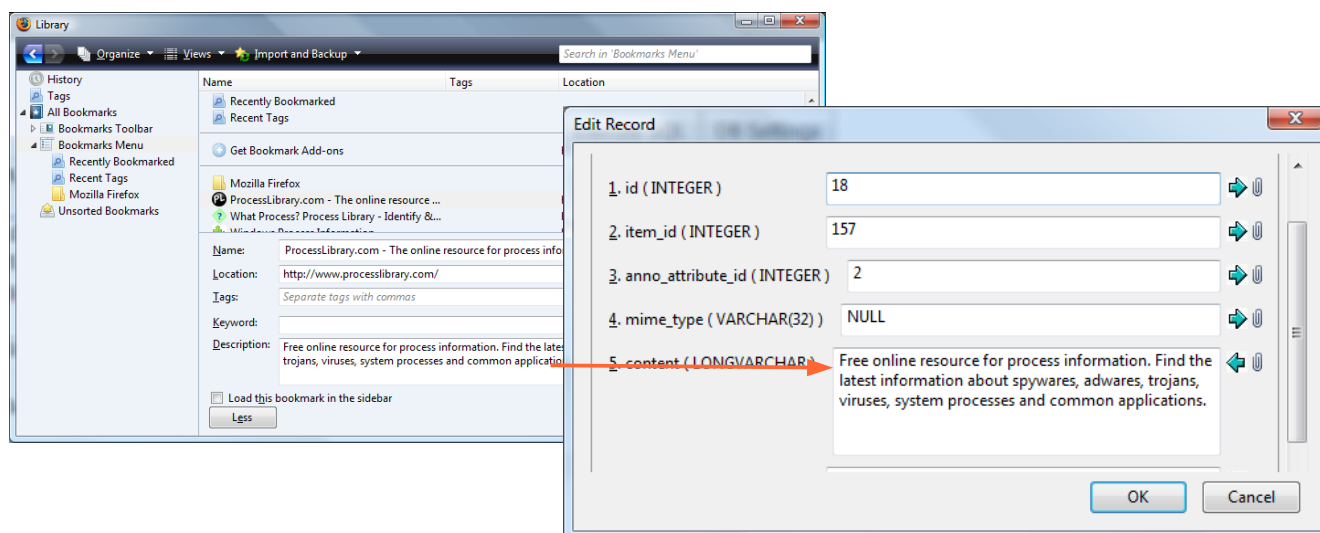 Library
Organize Views Import and Backup Search in 'Bookmarks Menu'
History
Tags
All Bookmarks
Bookmarks Toolbar
Bookmarks Menu
Recently Bookmarked
Recent Tags
Mozilla Firefox
Unsorted Bookmarks
Name Tags Location
Recently Bookmarked
Recent Tags
Get Bookmark Add-ons
Mozilla Firefox
ProcessLibrary.com - The online resource ...
What Process? Process Library - Identify &...
Windows Process Information
Name: ProcessLibrary.com - The online resource for process info
Location: http://www.processlibrary.com/
Tags: Separate tags with commas
Keyword:
Description: Free online resource for process information. Find the late
trojans, viruses, system processes and common applicatio
Load this bookmark in the sidebar
Less
Edit Record
1. id ( INTEGER ) 18
2. item_id ( INTEGER ) 157
3. anno_attribute_id ( INTEGER ) 2
4. mime_type ( VARCHAR(32) ) NULL
5. content ( LONGVARCHAR ) Free online resource for process information. Find the
latest information about spywares, adwares, trojans,
viruses, system processes and common applications.
OK Cancel